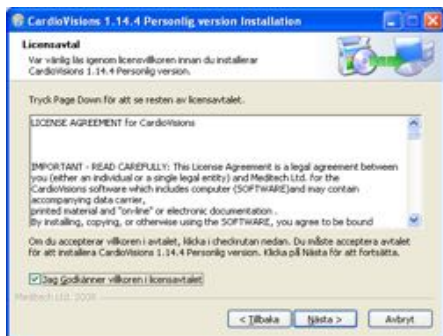 CardioVisions 1.14.4 Personlig version Installation
Licensavtal
Var vänlig läs igenom licensvillkoren innan du installerar
CardioVisions 1.14.4 Personlig version.
Tryck Page Down för att se resten av licensavtalet.
LICENSE AGREEMENT for CardioVisions
IMPORTANT - READ CAREFULLY: This License Agreement is a legal agreement between
you (either an individual or a single legal entity) and Meditech Ltd. for the
CardioVisions software which includes computer (SOFTWARE)and may contain
accompanying data carrier,
printed material and "on-line" or electronic documentation .
By installing, copying, or otherwise using the SOFTWARE, you agree to be bound
Om du accepterar villkoren i avtalet, klicka i checkrutan nedan. Du måste acceptera avtalet
för att installera CardioVisions 1.14.4 Personlig version. Klicka på Nästa för att fortsätta.
Jag Godkänner villkoren i licensavtalet
Meditech Ltd. 2008
< Tillbaka
Nästa >
Avbryt